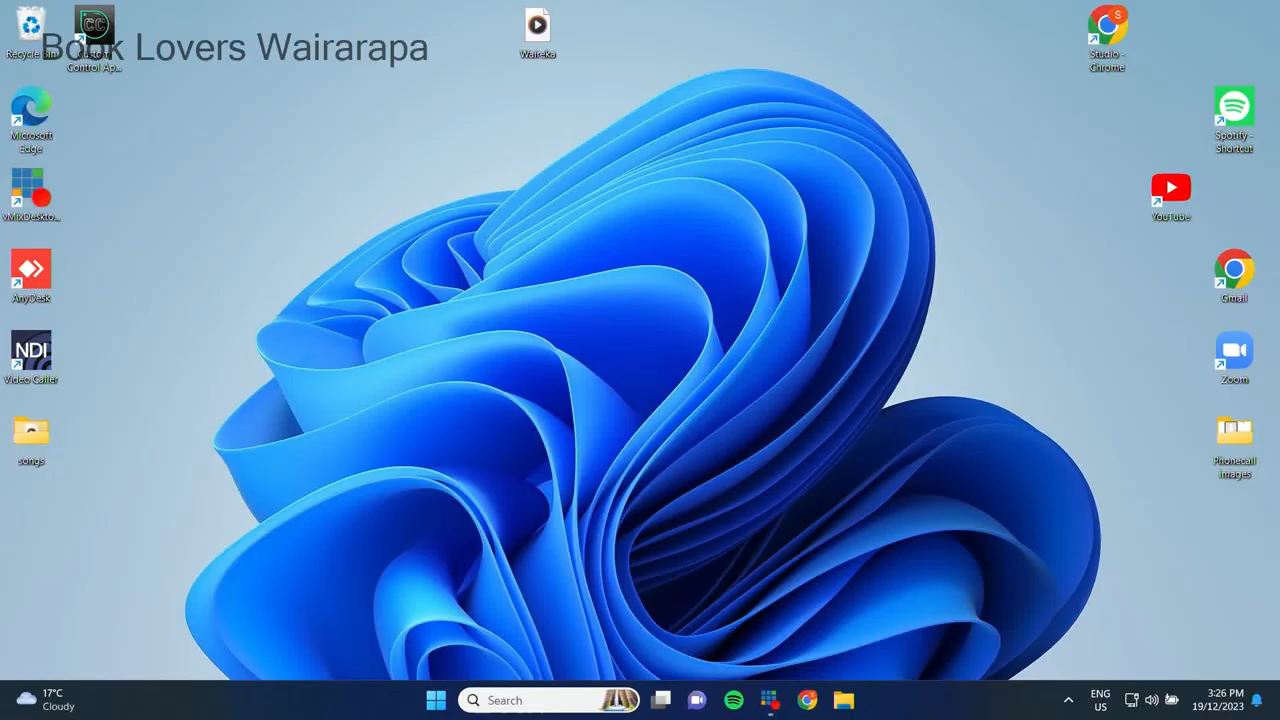 Book Lovers Wairarapa
Recycle Bin
Control Ap...
Waireka
Studio -
Chrome
Microsoft
Edge
Spotify -
Shortcut
vMixDeskto...
YouTube
AnyDesk
Gmail
NDI
Video Caller
Zoom
songs
Phonecall
images
17°C
Cloudy
Search
ENG
US
3:26 PM
19/12/2023